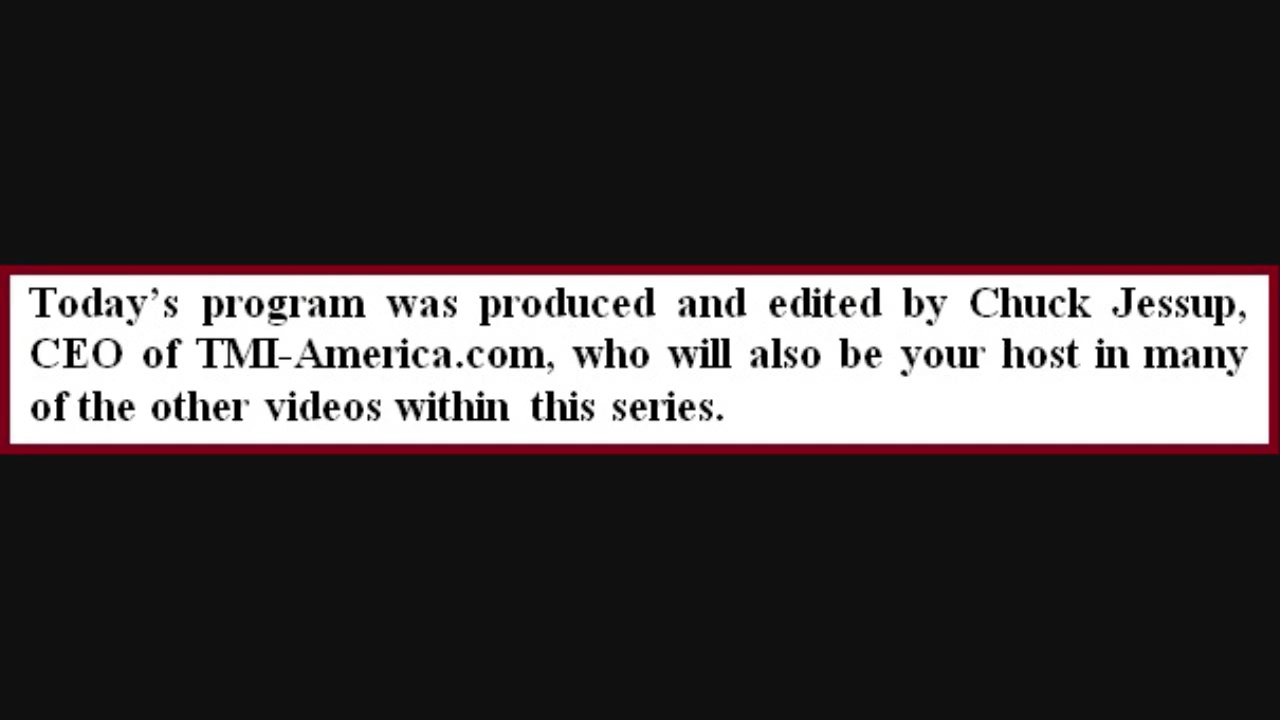 Today’s program was produced and edited by Chuck Jessup,
CEO of TMI-America.com, who will also be your host in many
of the other videos within this series.